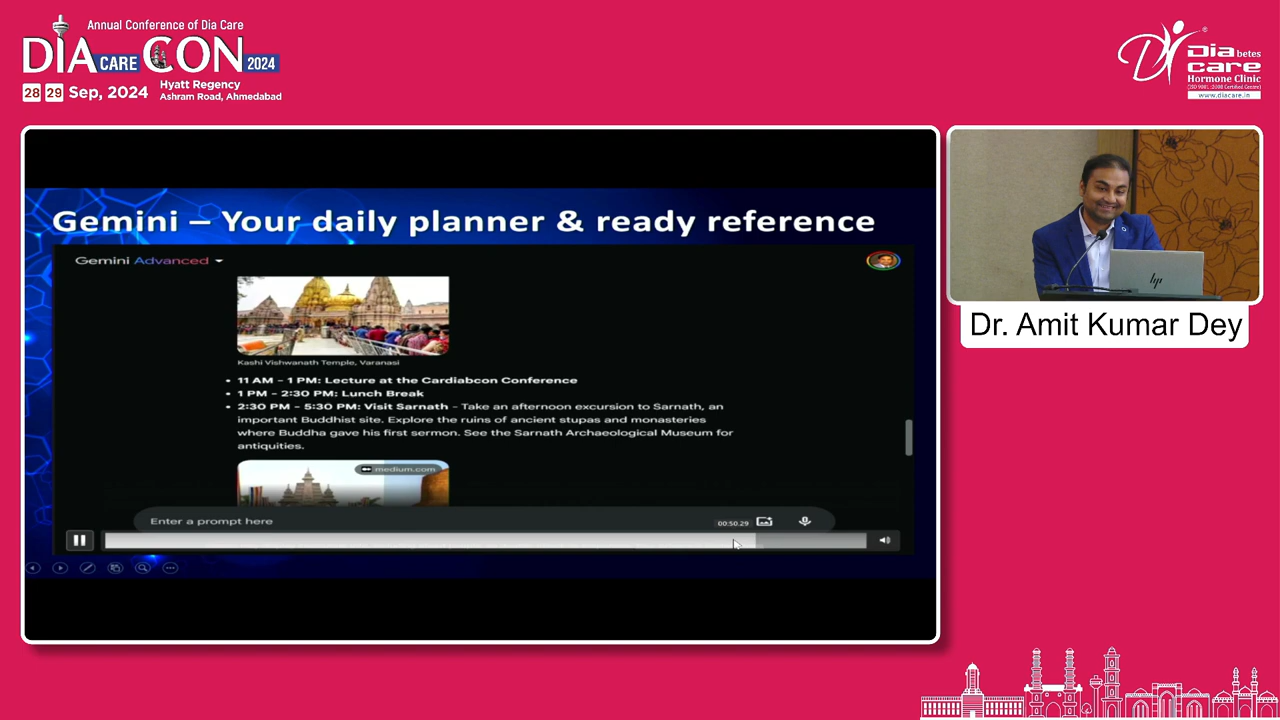 Annual Conference of Dia Care
DIA CARE CON 2024
28 29 Sep, 2024
Hyatt Regency
Ashram Road, Ahmedabad
Diabetes
care
Hormone Clinic
www.diacare.in
Gemini – Your daily planner & ready reference
Gemini Advanced
Kashi Vishwanath Temple, Varanasi
• 11 AM – 1 PM: Lecture at the Cardiabcon Conference
• 1 PM – 2:30 PM: Lunch Break
• 2:30 PM – 5:30 PM: Visit Sarnath – Take an afternoon excursion to Sarnath, an
important Buddhist site. Explore the ruins of ancient stupas and monasteries
where Buddha gave his first sermon. See the Sarnath Archaeological Museum for
antiquities.
medium.com
Enter a prompt here
00:50.29
hp
Dr. Amit Kumar Dey